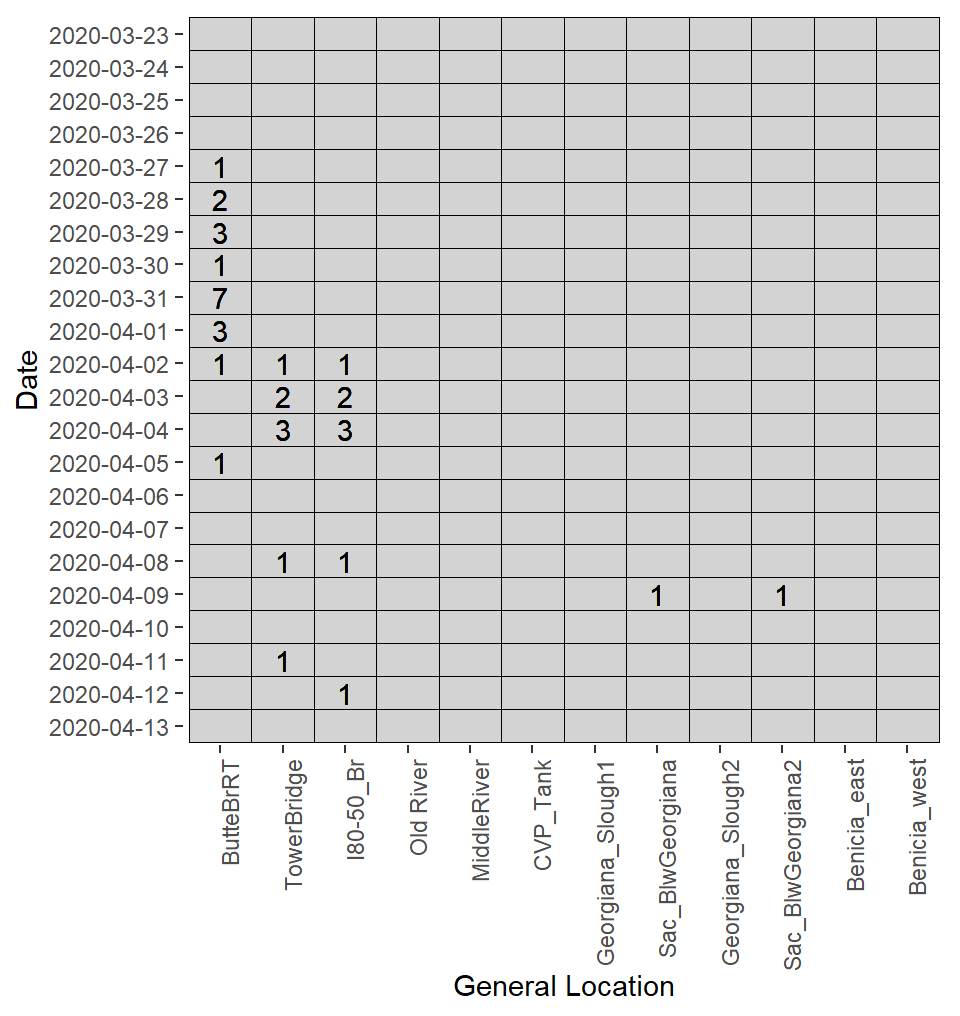 2020-03-23
2020-03-24
2020-03-25
2020-03-26
2020-03-27 1
2020-03-28 2
2020-03-29 3
2020-03-30 1
2020-03-31 7
2020-04-01 3
2020-04-02 1 1 1
2020-04-03 2 2
2020-04-04 3 3
2020-04-05 1
2020-04-06
2020-04-07
2020-04-08 1 1
2020-04-09 1 1
2020-04-10
2020-04-11 1
2020-04-12 1
2020-04-13
Date
ButteBrRT
TowerBridge
I80-50_Br
Old River
MiddleRiver
CVP_Tank
Georgiana_Slough1
Sac_BlwGeorgiana
Georgiana_Slough2
Sac_BlwGeorgiana2
Benicia_east
Benicia_west
General Location